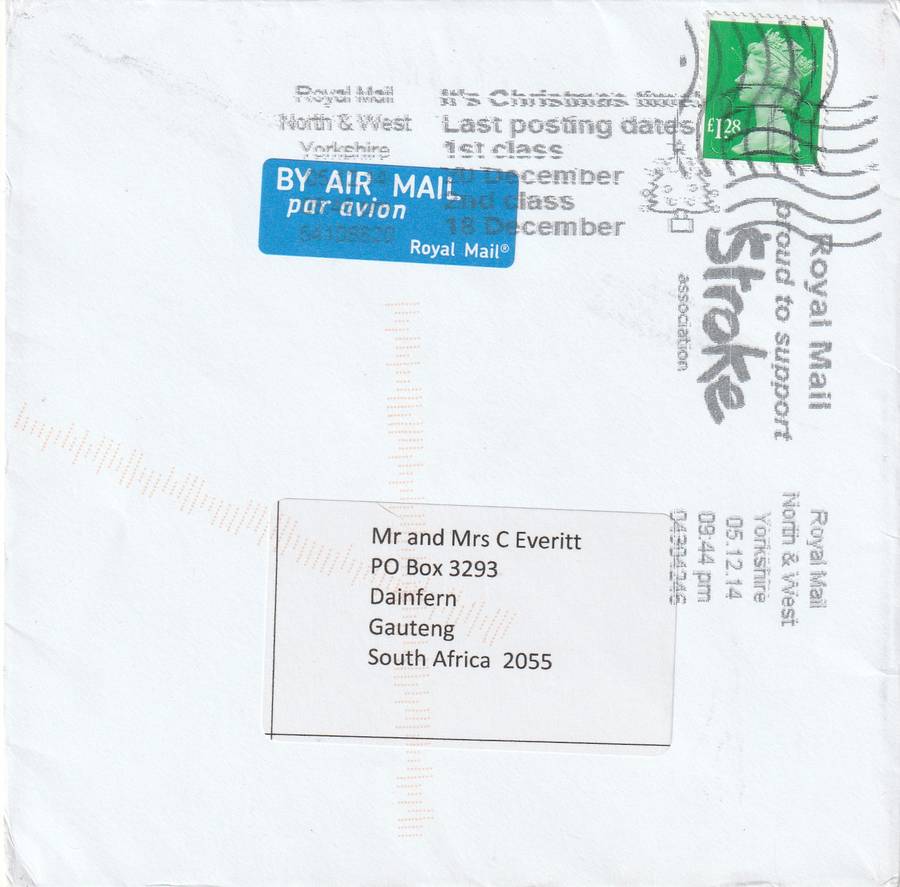 Royal Mail
North & West
Yorkshire
It's Christmas time!
Last posting dates
1st class
20 December
2nd class
18 December
£1.28
BY AIR MAIL
par avion
Royal Mail®
Royal Mail
proud to support
Stroke
association
Royal Mail
North & West
Yorkshire
05.12.14
09:44 pm
Mr and Mrs C Everitt
PO Box 3293
Dainfern
Gauteng
South Africa 2055